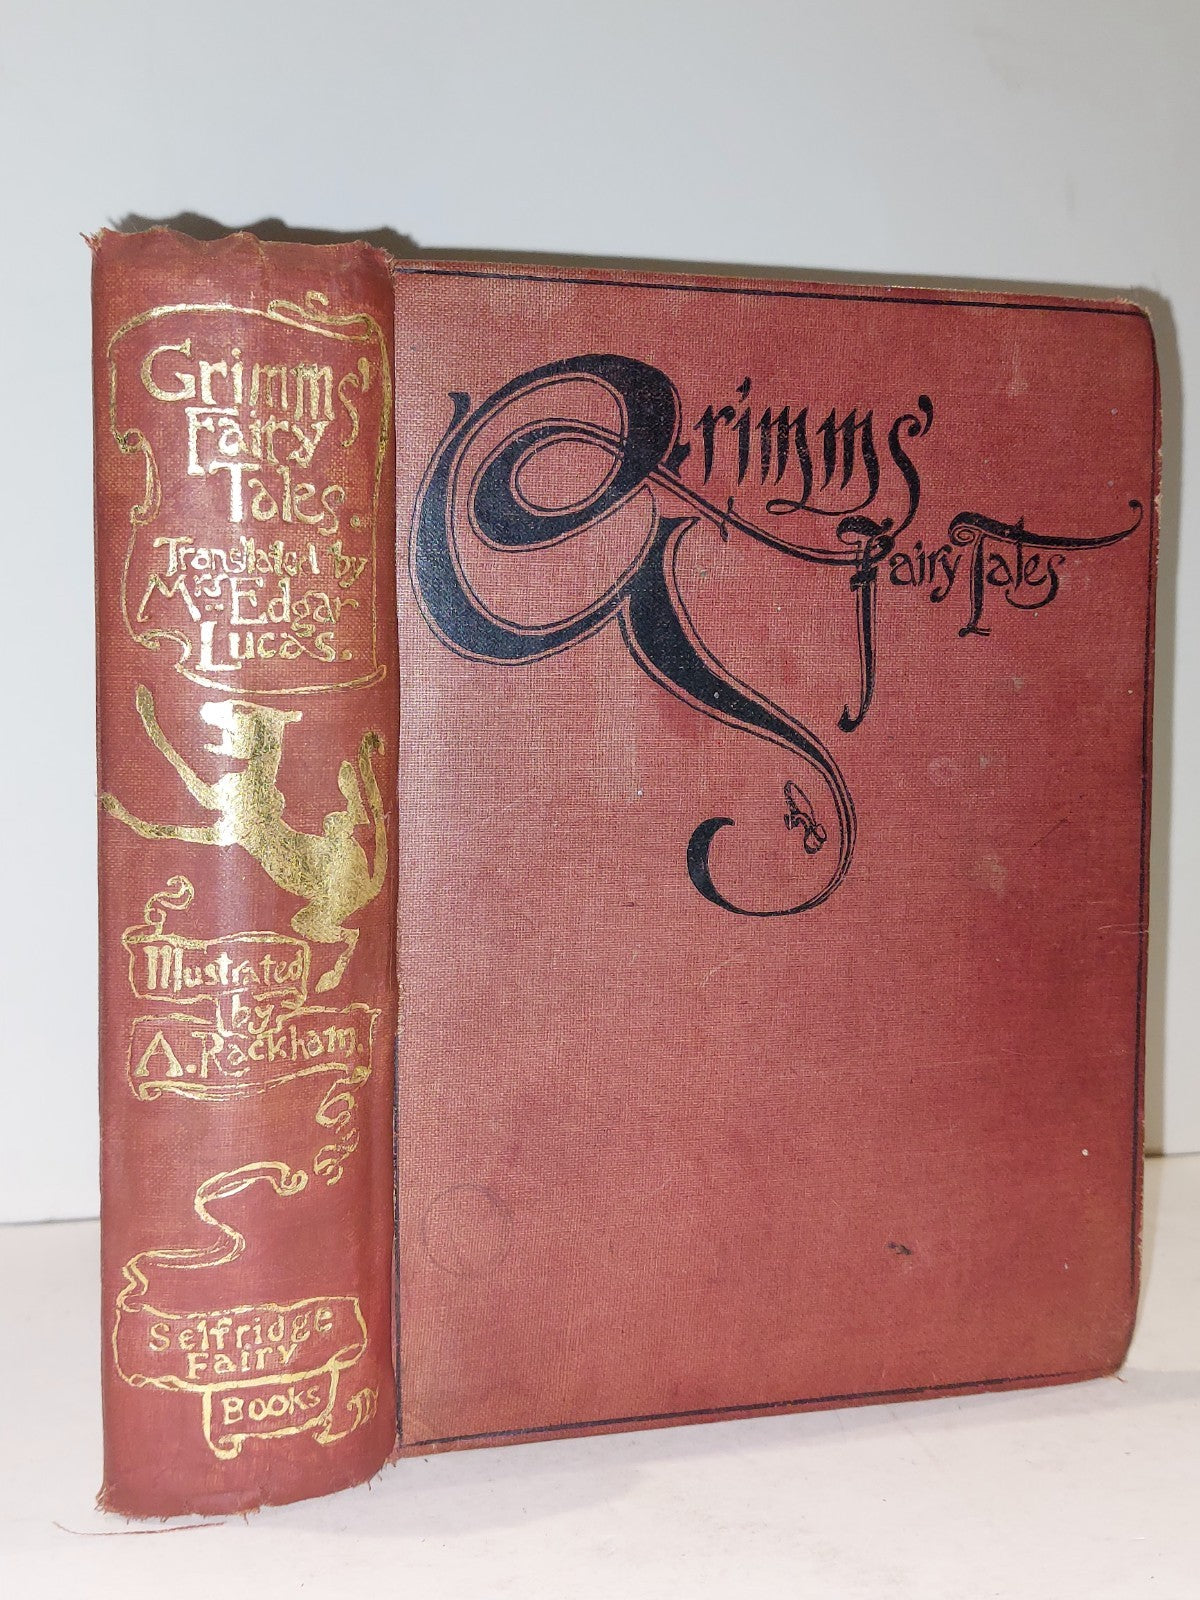 Grimms'
Fairy
Tales.
Translated by
Mrs Edgar
Lucas.
Illustrated
by
A. Rackham.
Selfridge
Fairy
Books
Grimms'
Fairy Tales